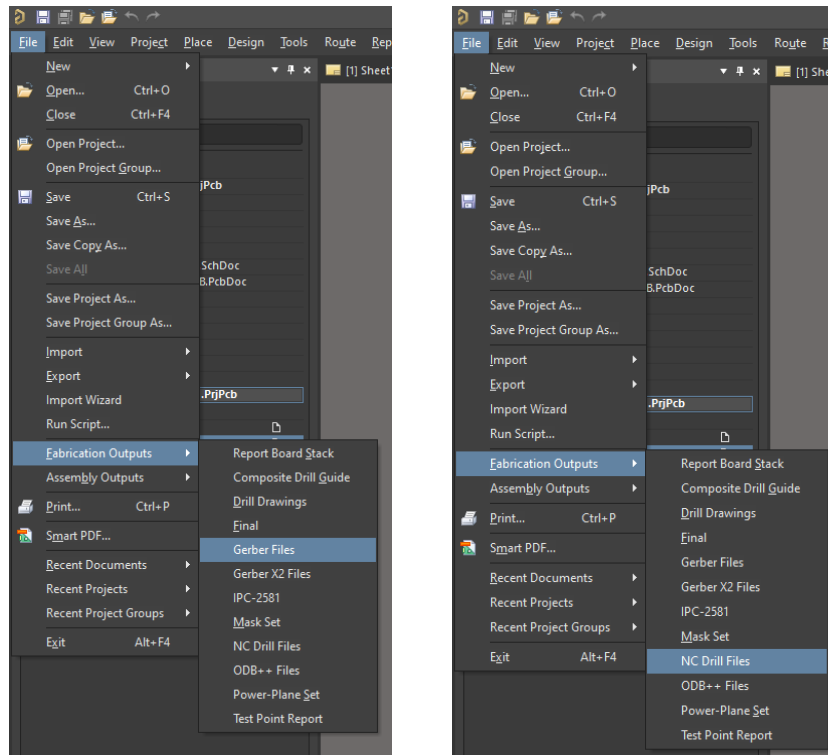 File Edit View Project Place Design Tools Route Rep
[1] Sheet
New
Open... Ctrl+O
Close Ctrl+F4
Open Project...
Open Project Group...
jPcb
Save Ctrl+S
Save As...
Save Copy As...
Save All
SchDoc
B.PcbDoc
Save Project As...
Save Project Group As...
Import
Export
.PrjPcb
Import Wizard
Run Script...
Fabrication Outputs
Assembly Outputs
Print... Ctrl+P
Smart PDF...
Recent Documents
Recent Projects
Recent Project Groups
Exit Alt+F4
Report Board Stack
Composite Drill Guide
Drill Drawings
Final
Gerber Files
Gerber X2 Files
IPC-2581
Mask Set
NC Drill Files
ODB++ Files
Power-Plane Set
Test Point Report
File Edit View Project Place Design Tools Route R
[1] She
New
Open... Ctrl+O
Close Ctrl+F4
Open Project...
Open Project Group...
jPcb
Save Ctrl+S
Save As...
Save Copy As...
Save All
SchDoc
B.PcbDoc
Save Project As...
Save Project Group As...
Import
Export
.PrjPcb
Import Wizard
Run Script...
Fabrication Outputs
Assembly Outputs
Print... Ctrl+P
Smart PDF...
Recent Documents
Recent Projects
Recent Project Groups
Exit Alt+F4
Report Board Stack
Composite Drill Guide
Drill Drawings
Final
Gerber Files
Gerber X2 Files
IPC-2581
Mask Set
NC Drill Files
ODB++ Files
Power-Plane Set
Test Point Report